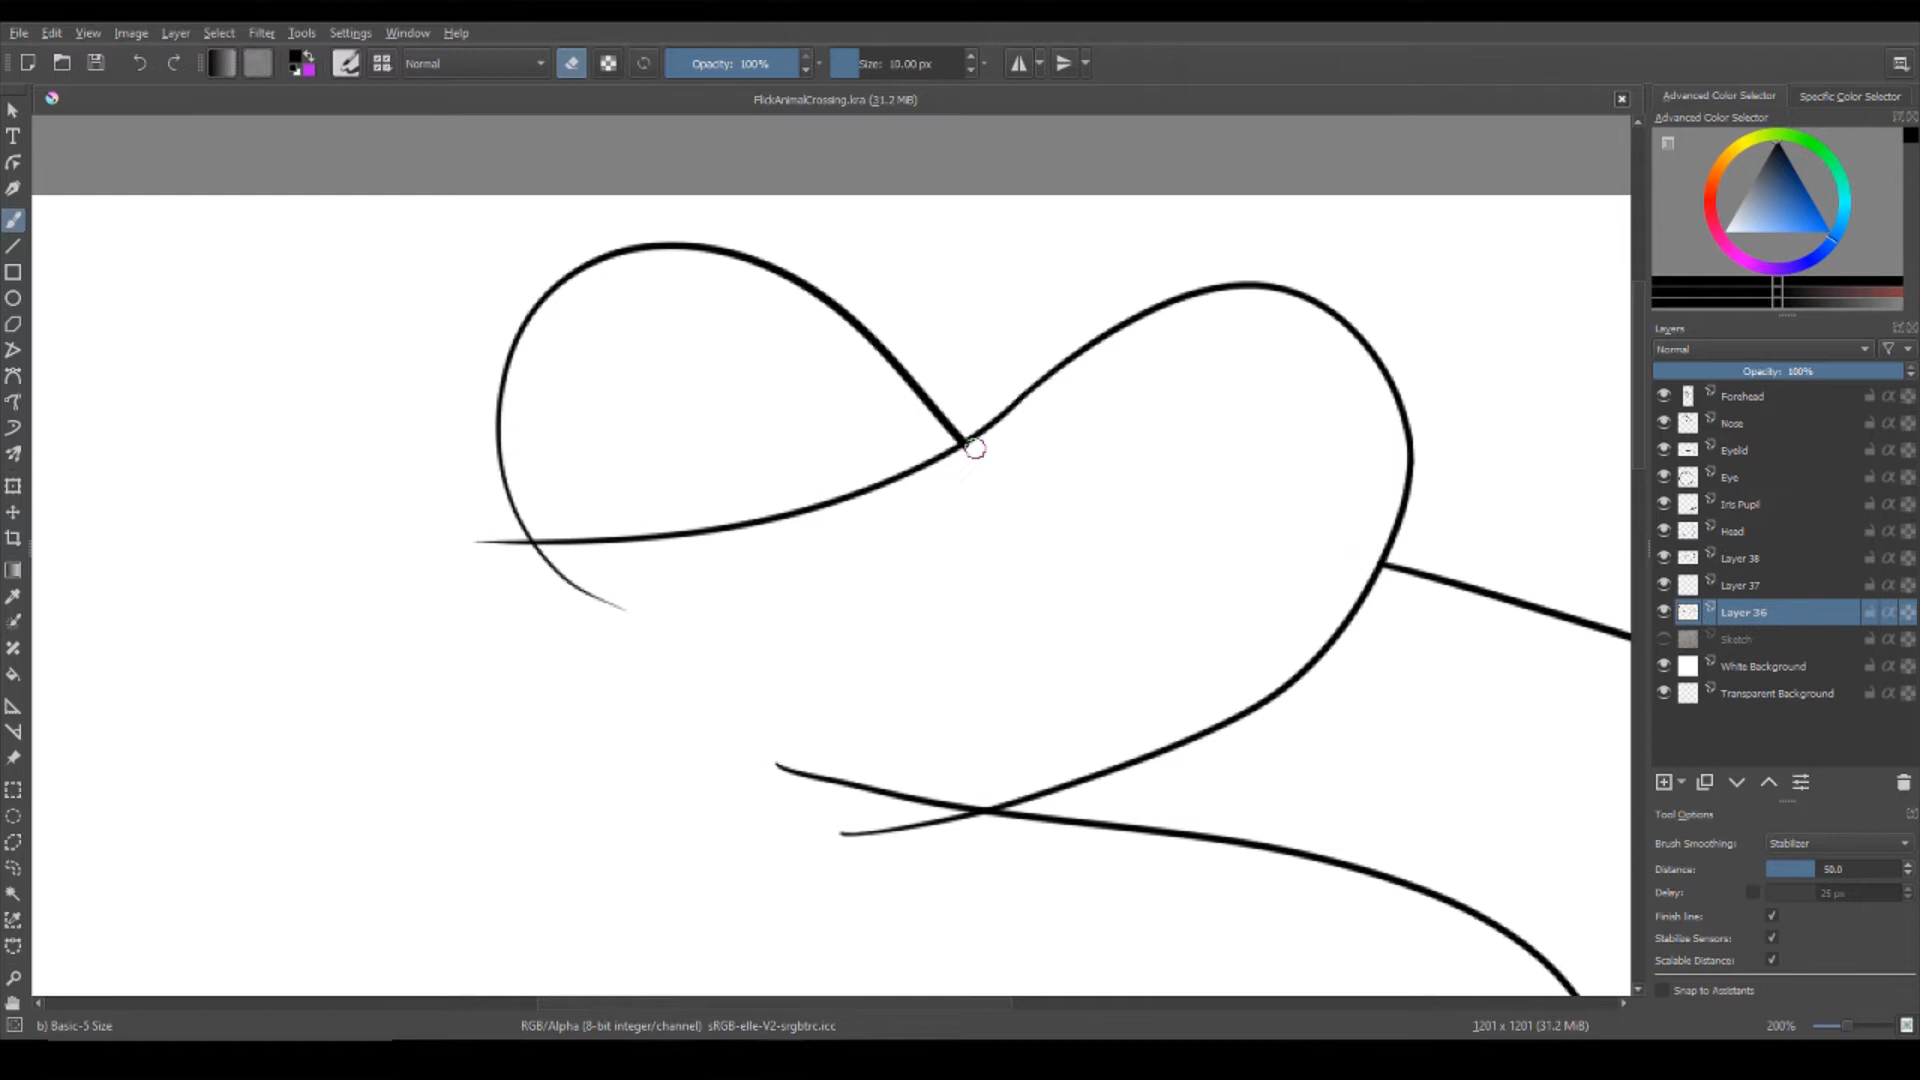 File Edit View Image Layer Select Filter Tools Settings Window Help
Normal Opacity: 100% Size: 10.00 px
FlickAnimalCrossing.kra (31.2 MiB)
Advanced Color Selector Specific Color Selector
Advanced Color Selector
Layers
Normal
Opacity: 100%
Forehead
Nose
Eyelid
Eye
Iris Pupil
Head
Layer 38
Layer 37
Layer 36
Sketch
White Background
Transparent Background
Tool Options
Brush Smoothing: Stabilizer
Distance: 50.0
Delay: 25 px
Finish line:
Stabilize Sensors:
Scalable Distance:
Snap to Assistants
b) Basic-5 Size RGB/Alpha (8-bit integer/channel) sRGB-elle-V2-srgbtrc.icc 1201 x 1201 (31.2 MiB) 200%